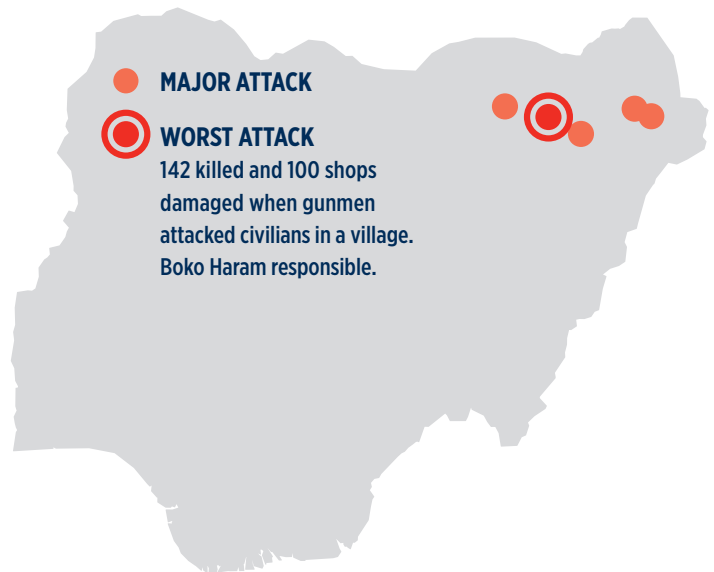 MAJOR ATTACK
WORST ATTACK
142 killed and 100 shops
damaged when gunmen
attacked civilians in a village.
Boko Haram responsible.